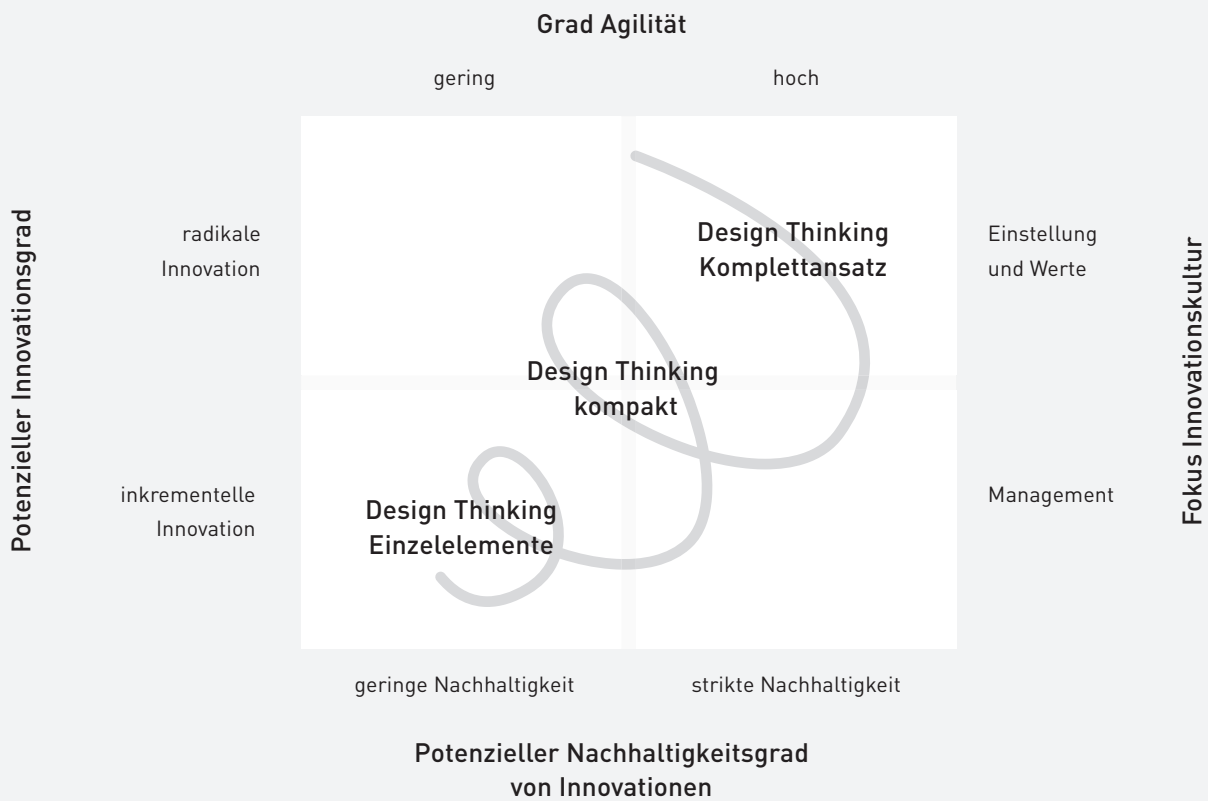 Grad Agilität
gering
hoch
Potenzieller Innovationsgrad
radikale
Innovation
Design Thinking
Komplettansatz
Einstellung
und Werte
Fokus Innovationskultur
Design Thinking
kompakt
inkrementelle
Innovation
Design Thinking
Einzelelemente
Management
geringe Nachhaltigkeit
strikte Nachhaltigkeit
Potenzieller Nachhaltigkeitsgrad
von Innovationen